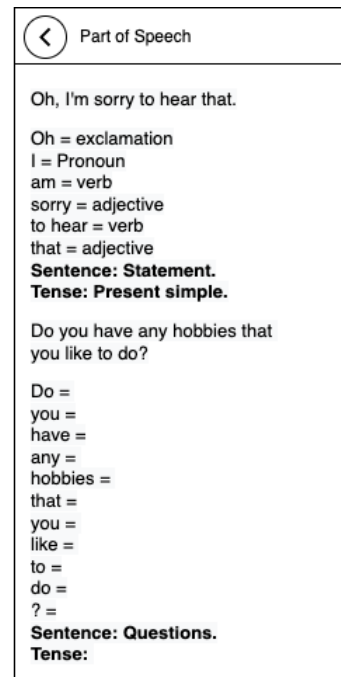 Part of Speech
Oh, I'm sorry to hear that.
Oh = exclamation
I = Pronoun
am = verb
sorry = adjective
to hear = verb
that = adjective
Sentence: Statement.
Tense: Present simple.
Do you have any hobbies that
you like to do?
Do =
you =
have =
any =
hobbies =
that =
you =
like =
to =
do =
? =
Sentence: Questions.
Tense: